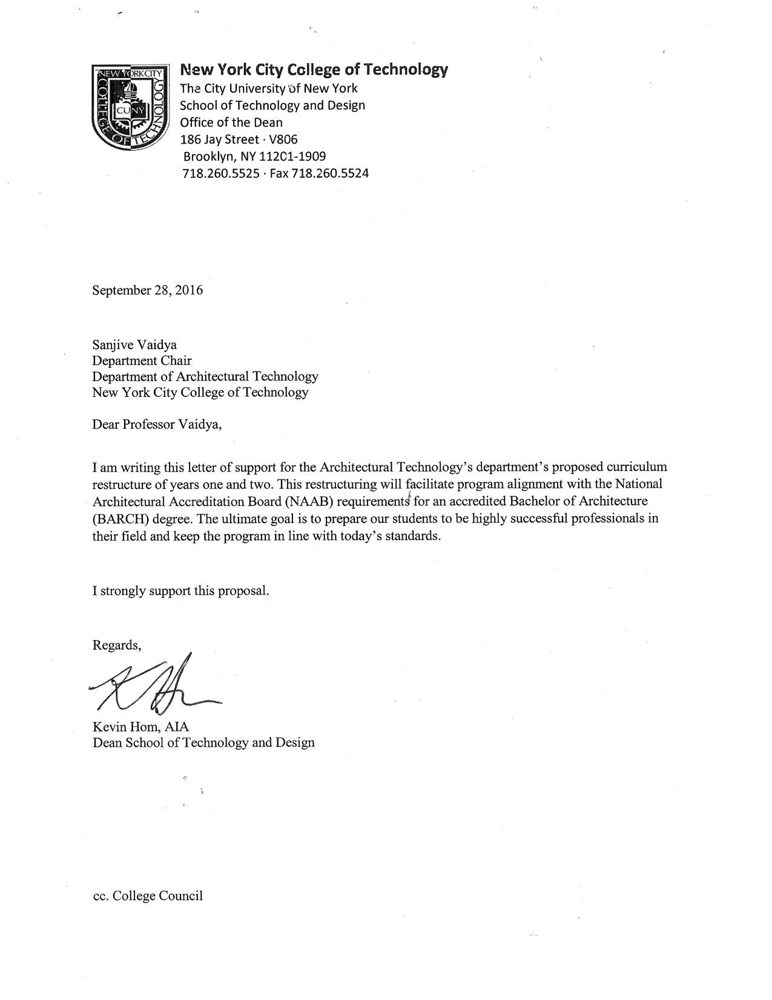 NEW YORK CITY
COLLEGE OF TECHNOLOGY
CUNY
New York City College of Technology
The City University of New York
School of Technology and Design
Office of the Dean
186 Jay Street · V806
Brooklyn, NY 11201-1909
718.260.5525 · Fax 718.260.5524
September 28, 2016
Sanjive Vaidya
Department Chair
Department of Architectural Technology
New York City College of Technology
Dear Professor Vaidya,
I am writing this letter of support for the Architectural Technology’s department’s proposed curriculum
restructure of years one and two. This restructuring will facilitate program alignment with the National
Architectural Accreditation Board (NAAB) requirements for an accredited Bachelor of Architecture
(BARCH) degree. The ultimate goal is to prepare our students to be highly successful professionals in
their field and keep the program in line with today’s standards.
I strongly support this proposal.
Regards,
Kevin Hom, AIA
Dean School of Technology and Design
cc. College Council